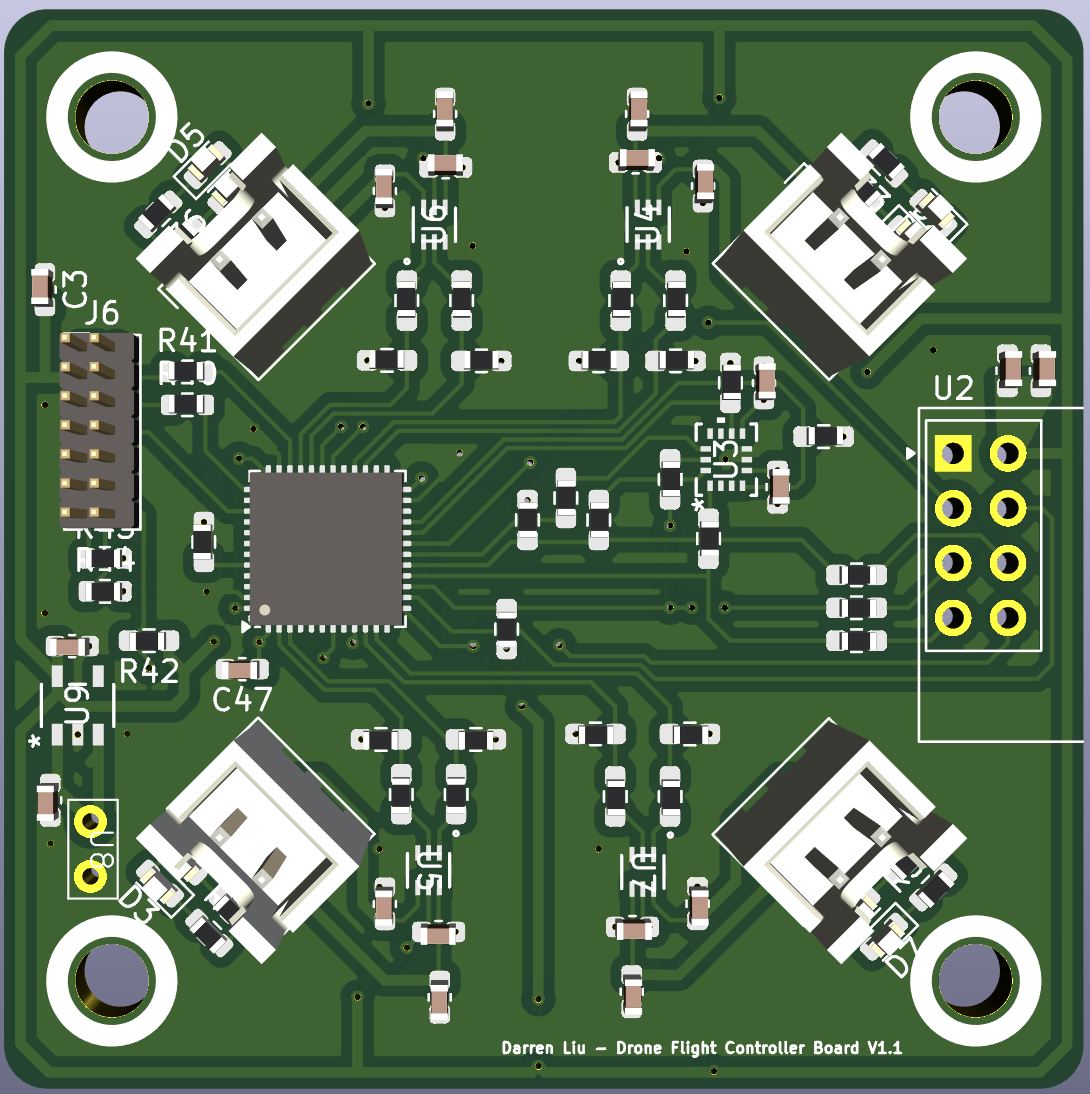 D5
U6
U4
C3
J6
R41
U2
U3
*
R42
C47
U9
*
U8
U5
U7
D3
D7
Darren Liu - Drone Flight Controller Board V1.1